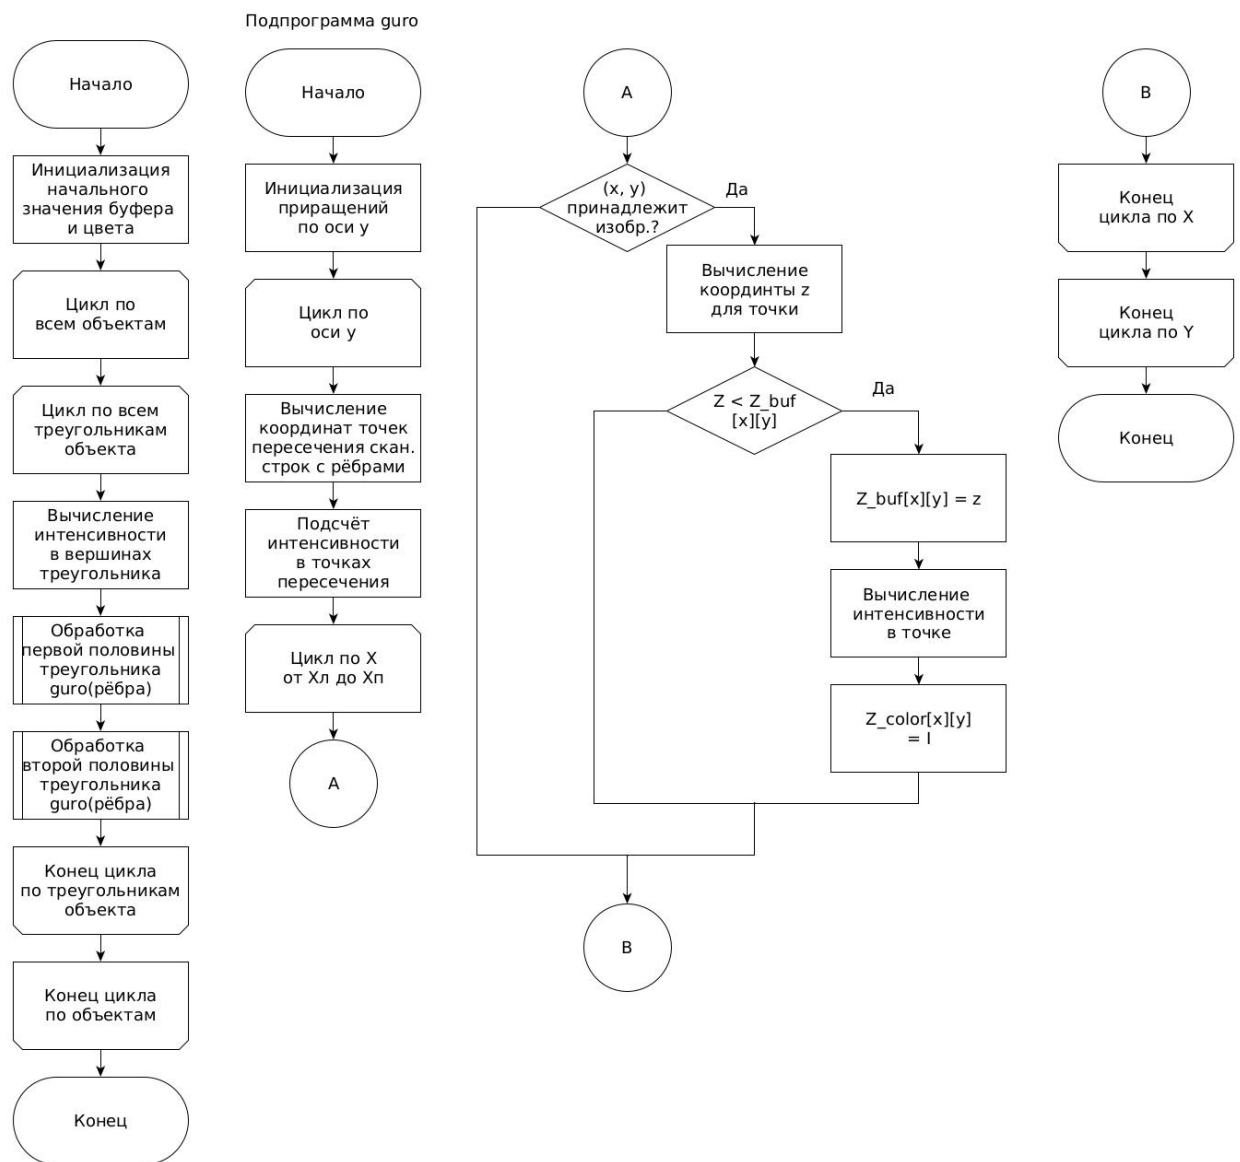 Подпрограмма guro
Начало
Инициализация
начального
значения буфера
и цвета
Цикл по
всем объектам
Цикл по всем
треугольникам
объекта
Вычисление
интенсивности
в вершинах
треугольника
Обработка
первой половины
треугольника
guro(рёбра)
Обработка
второй половины
треугольника
guro(рёбра)
Конец цикла
по треугольникам
объекта
Конец цикла
по объектам
Конец
Начало
Инициализация
приращений
по оси y
Цикл по
оси y
Вычисление
координат точек
пересечения скан.
строк с рёбрами
Подсчёт
интенсивности
в точках
пересечения
Цикл по X
от Xл до Xп
A
A
(x, y)
принадлежит
изобр.?
Да
Вычисление
координты z
для точки
Z < Z_buf
[x][y]
Да
Z_buf[x][y] = z
Вычисление
интенсивности
в точке
Z_color[x][y]
= I
B
B
Конец
цикла по X
Конец
цикла по Y
Конец